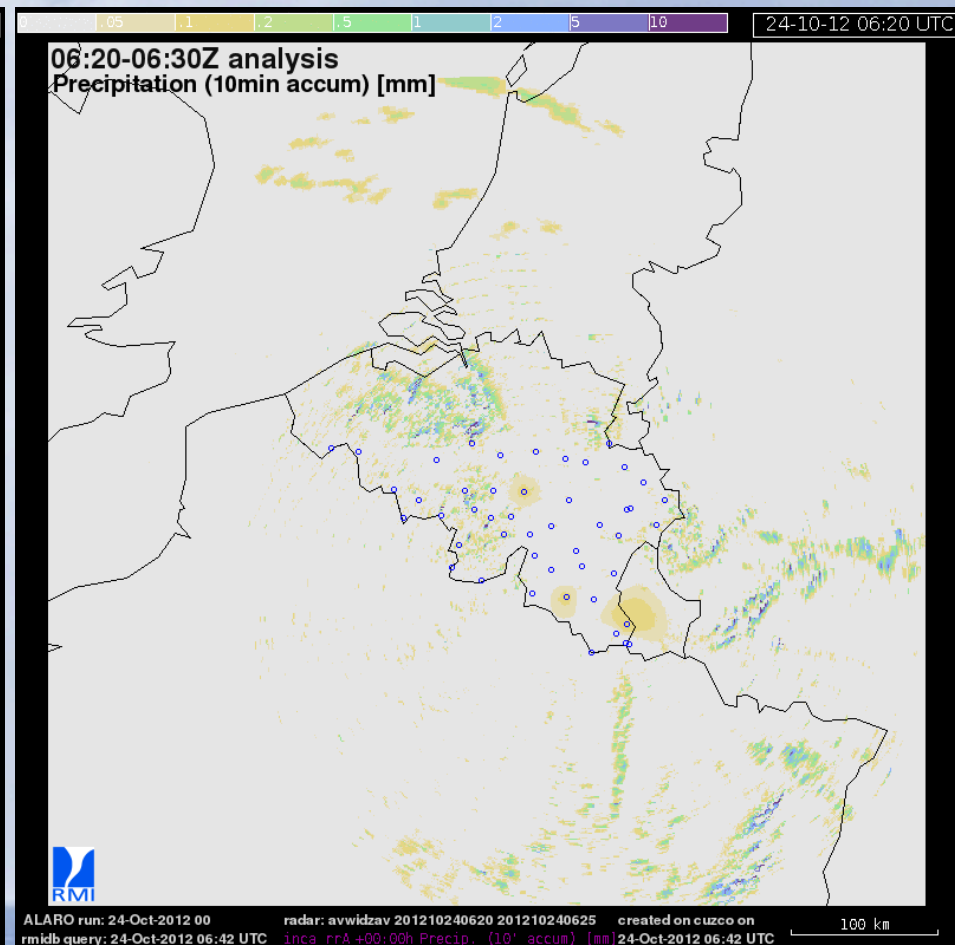 0 .05 .1 .2 .5 1 2 5 10 24-10-12 06:20 UTC
06:20-06:30Z analysis
Precipitation (10min accum) [mm]
RMI
ALARO run: 24-Oct-2012 00 radar: avwidzav 201210240620 201210240625 created on cuzco on 100 km
rmidb query: 24-Oct-2012 06:42 UTC inca rrA +00:00h Precip. (10' accum) [mm] 24-Oct-2012 06:42 UTC